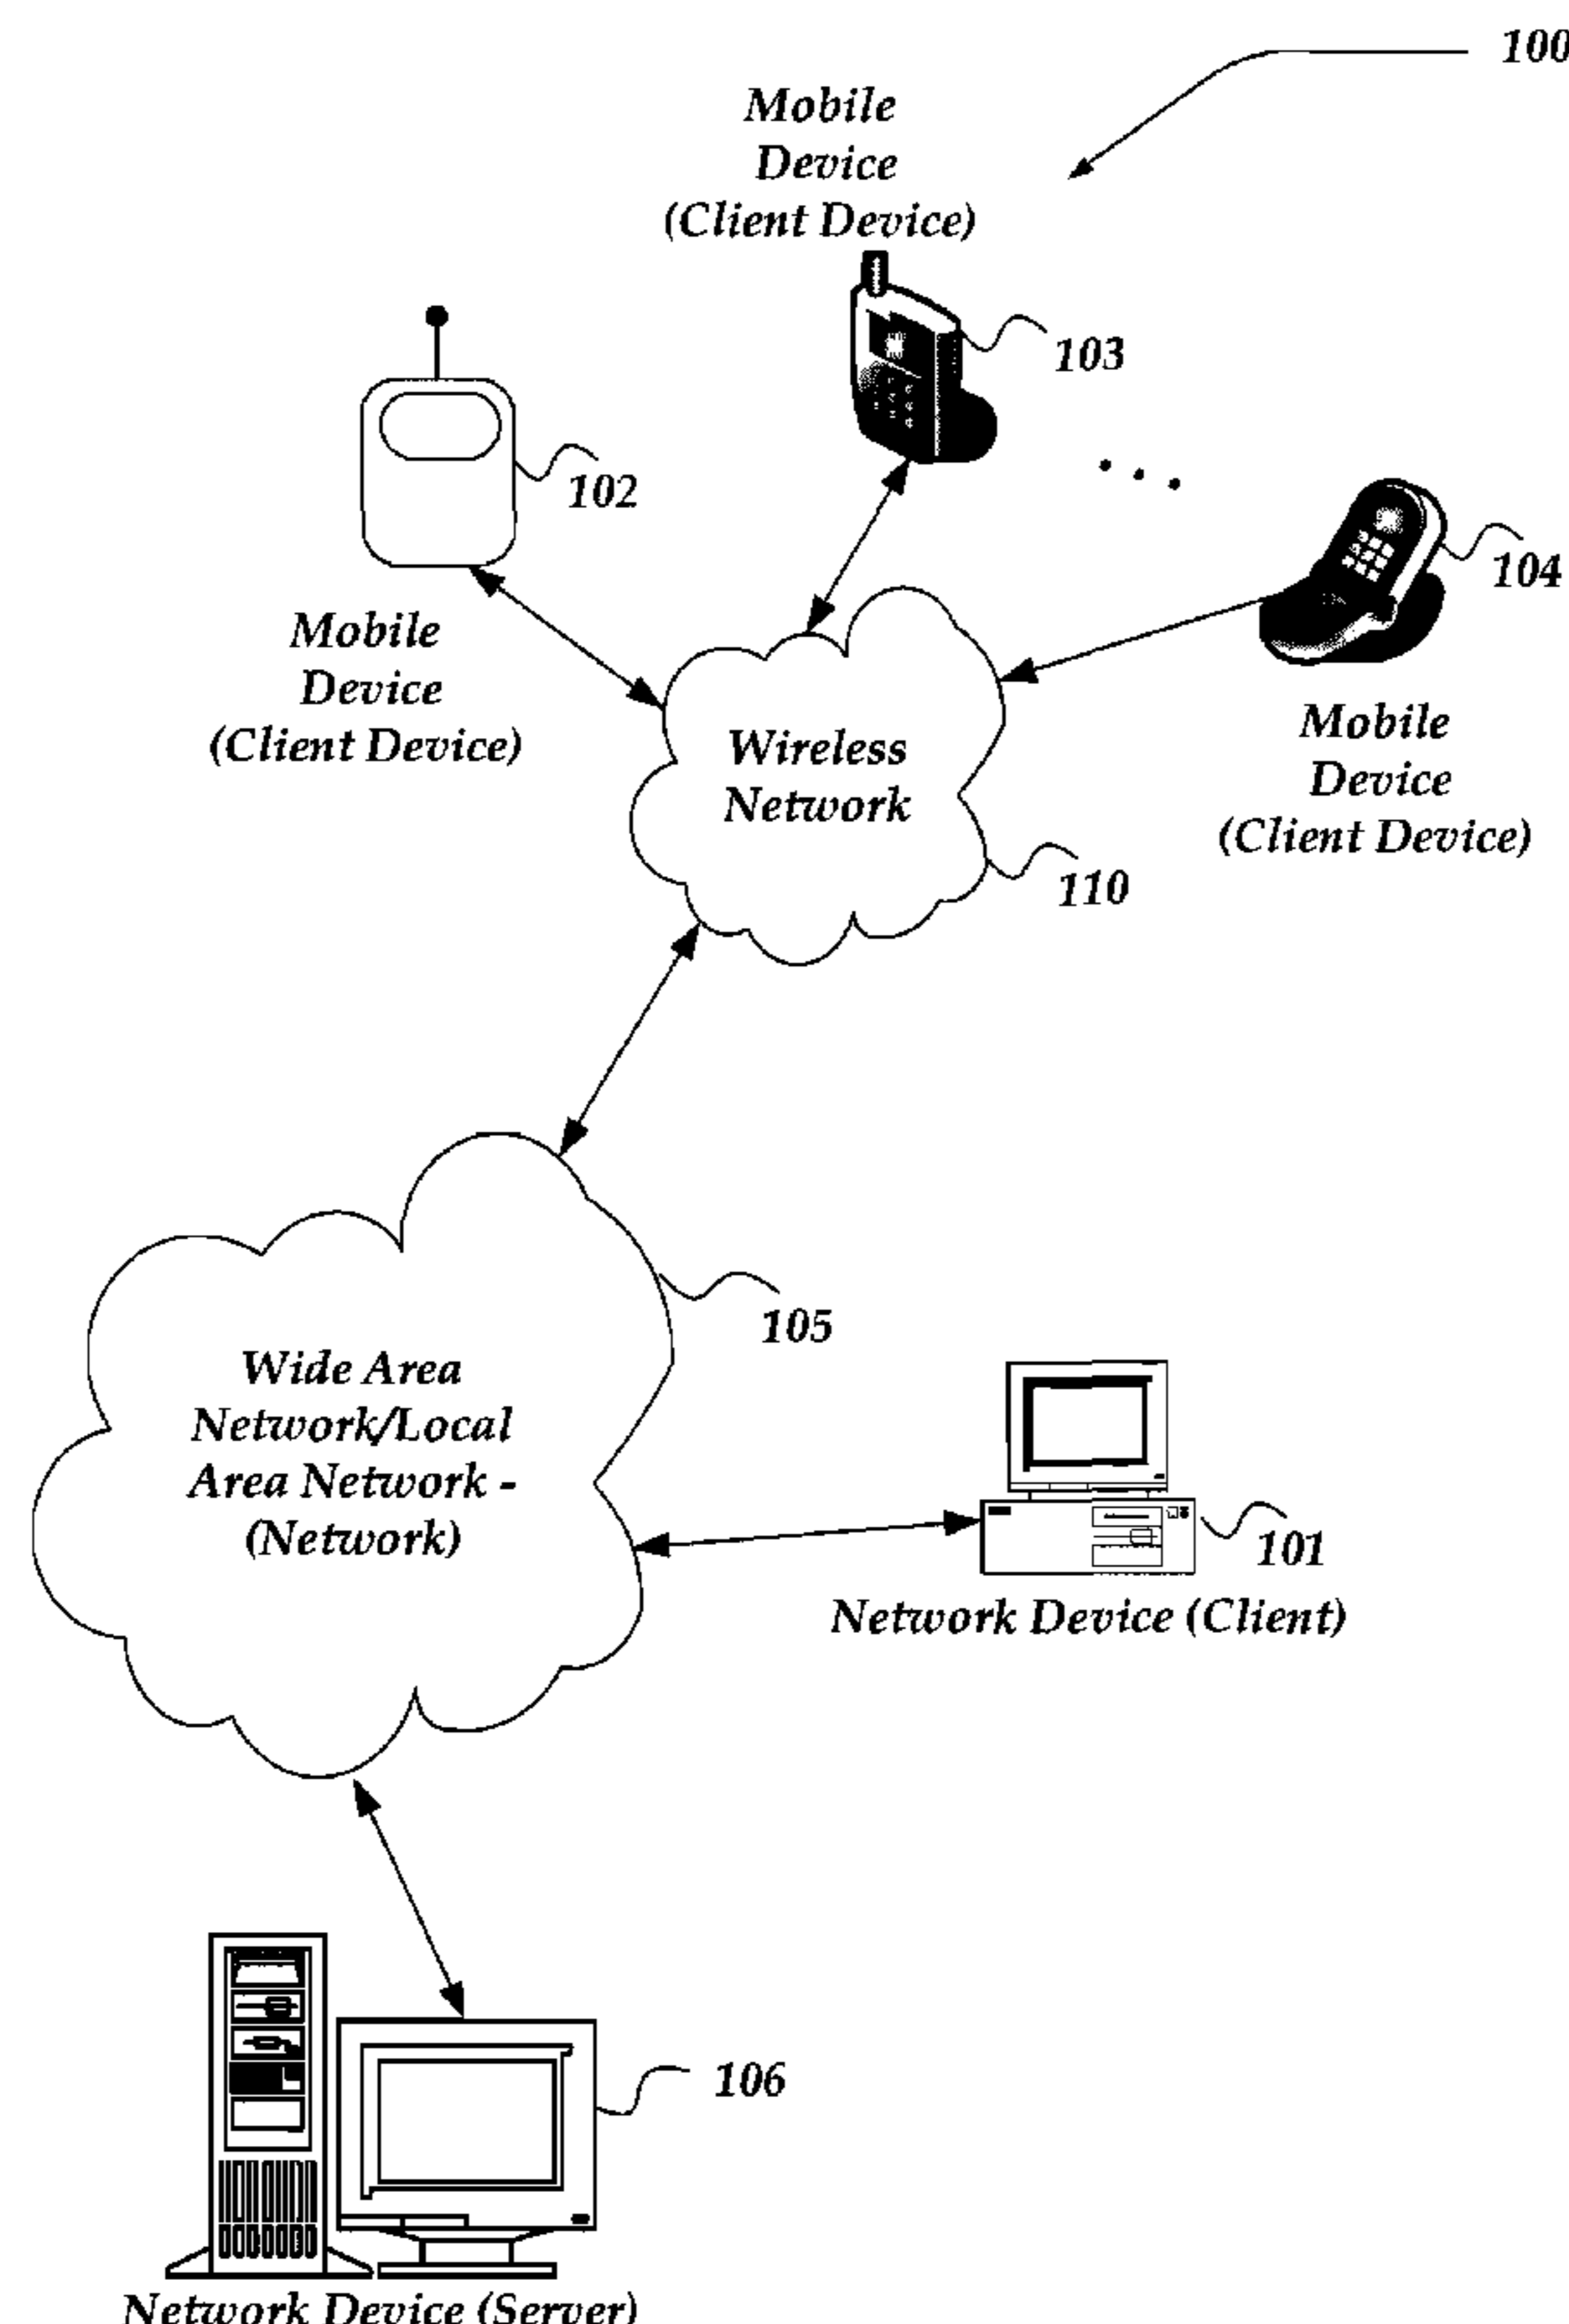 100
Mobile
Device
(Client Device)
103
102
104
Mobile
Device
(Client Device)
Wireless
Network
Mobile
Device
(Client Device)
110
105
Wide Area
Network/Local
Area Network -
(Network)
101
Network Device (Client)
106
Network Device (Server)